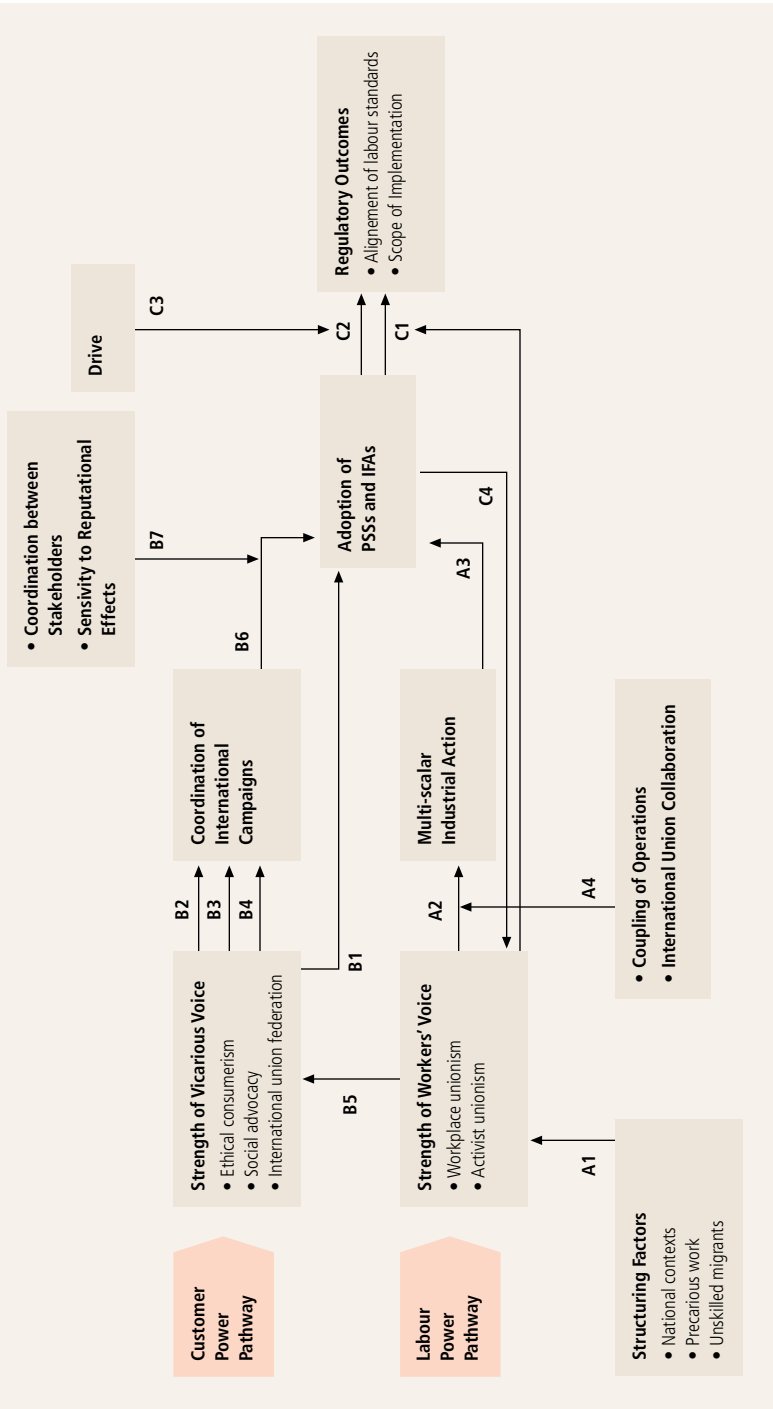 Customer
Power
Pathway
Strength of Vicarious Voice
• Ethical consumerism
• Social advocacy
• International union federation
B2
B3
B4
Coordination of
International
Campaigns
B6
• Coordination between
Stakeholders
• Sensivity to Reputational
Effects
B7
Drive
C3
B1
B5
Labour
Power
Pathway
Strength of Workers' Voice
• Workplace unionism
• Activist unionism
A2
Multi-scalar
Industrial Action
A3
Adoption of
PSSs and IFAs
C2
C1
C4
Regulatory Outcomes
• Alignement of labour standards
• Scope of Implementation
Structuring Factors
• National contexts
• Precarious work
• Unskilled migrants
A1
• Coupling of Operations
• International Union Collaboration
A4